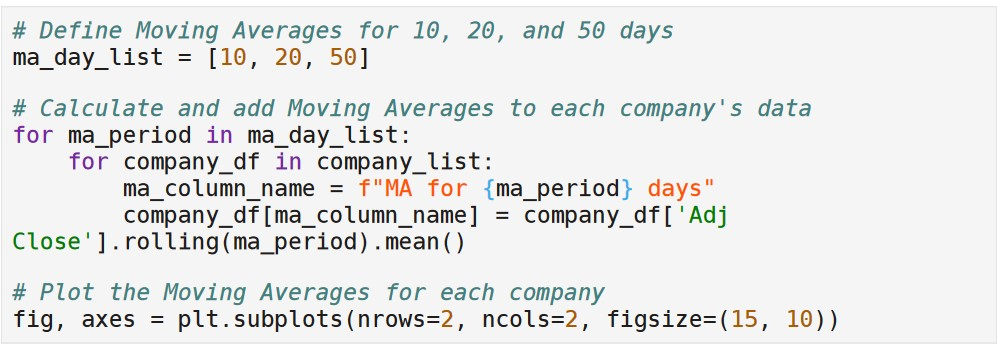 # Define Moving Averages for 10, 20, and 50 days
ma_day_list = [10, 20, 50]

# Calculate and add Moving Averages to each company's data
for ma_period in ma_day_list:
    for company_df in company_list:
        ma_column_name = f"MA for {ma_period} days"
        company_df[ma_column_name] = company_df['Adj
Close'].rolling(ma_period).mean()

# Plot the Moving Averages for each company
fig, axes = plt.subplots(nrows=2, ncols=2, figsize=(15, 10))